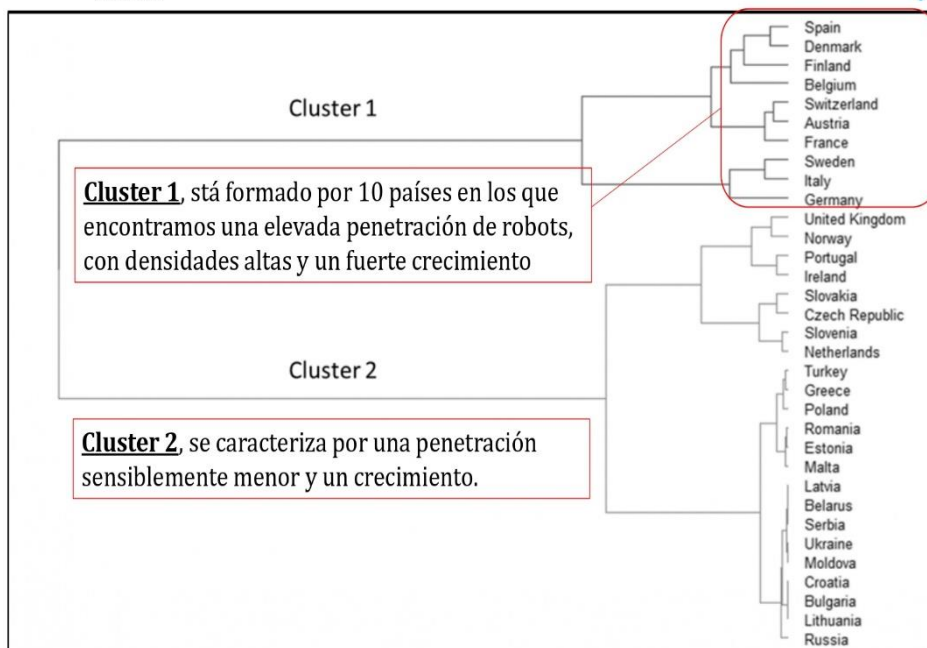 Spain
Denmark
Finland
Belgium
Cluster 1
Switzerland
Austria
France
Sweden
Italy
Germany
Cluster 1, stá formado por 10 países en los que
encontramos una elevada penetración de robots,
con densidades altas y un fuerte crecimiento
United Kingdom
Norway
Portugal
Ireland
Slovakia
Czech Republic
Slovenia
Netherlands
Cluster 2
Turkey
Greece
Poland
Romania
Estonia
Malta
Cluster 2, se caracteriza por una penetración
sensiblemente menor y un crecimiento.
Latvia
Belarus
Serbia
Ukraine
Moldova
Croatia
Bulgaria
Lithuania
Russia